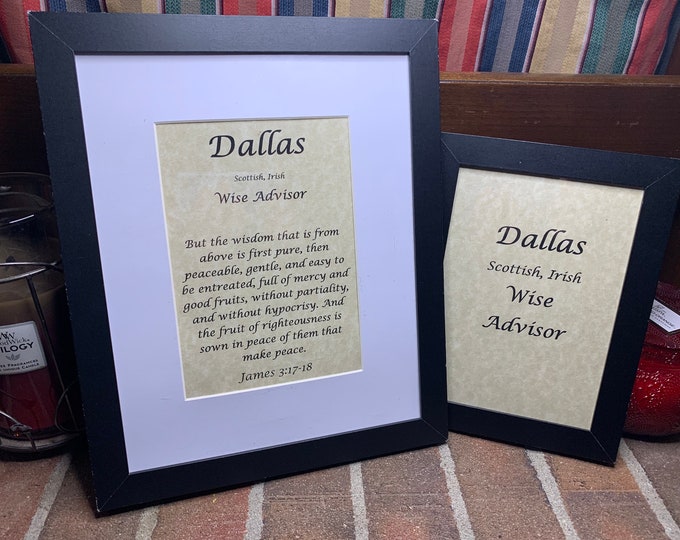 Dallas
Scottish, Irish
Wise Advisor
But the wisdom that is from
above is first pure, then
peaceable, gentle, and easy to
be entreated, full of mercy and
good fruits, without partiality,
and without hypocrisy. And
the fruit of righteousness is
sown in peace of them that
make peace.
James 3:17-18
Dallas
Scottish, Irish
Wise
Advisor